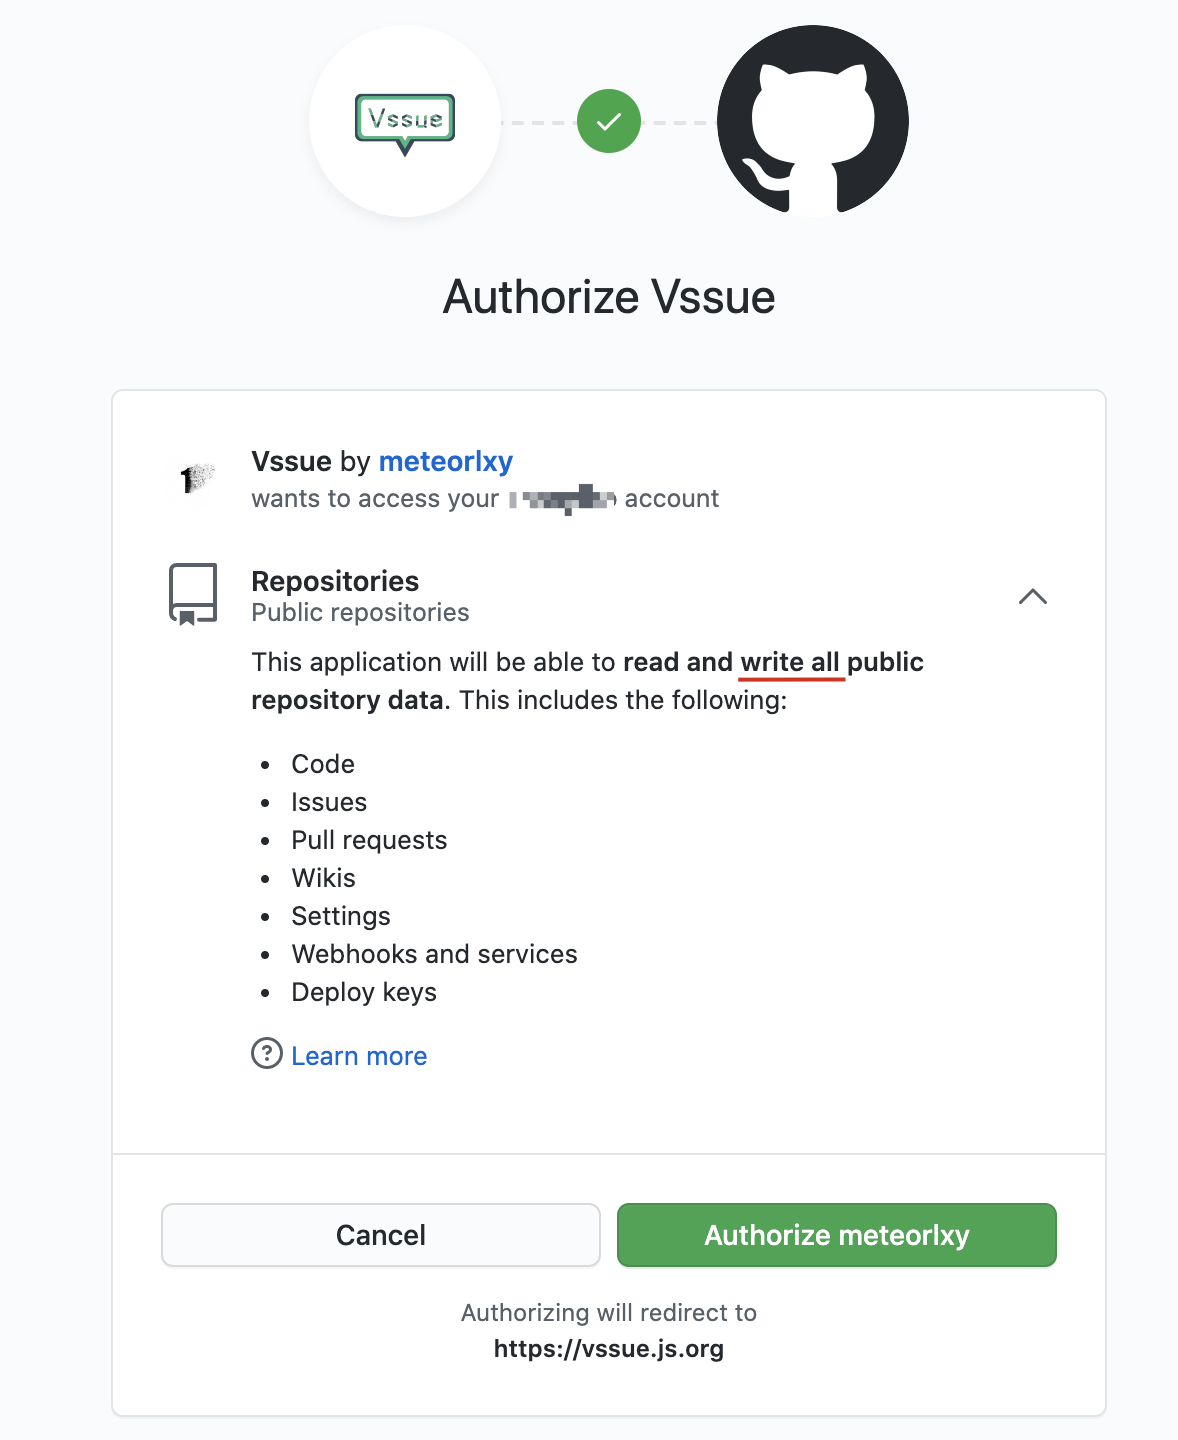 Vssue
Authorize Vssue
Vssue by meteorlxy
wants to access your account
Repositories
Public repositories
This application will be able to read and write all public
repository data. This includes the following:
Code
Issues
Pull requests
Wikis
Settings
Webhooks and services
Deploy keys
? Learn more
Cancel
Authorize meteorlxy
Authorizing will redirect to
https://vssue.js.org